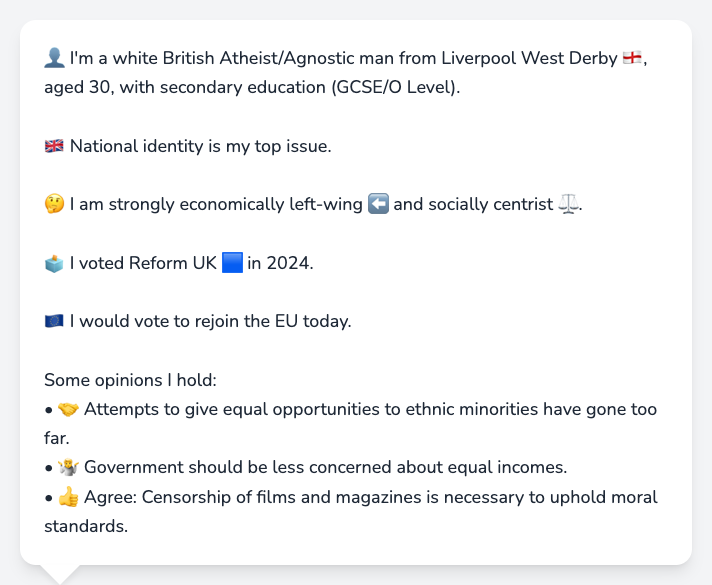 👤 I'm a white British Atheist/Agnostic man from Liverpool West Derby 🏴󠁧󠁢󠁥󠁮󠁧󠁿,
aged 30, with secondary education (GCSE/O Level).
🇬🇧 National identity is my top issue.
🤔 I am strongly economically left-wing ⬅️ and socially centrist ⚖️.
🗳️ I voted Reform UK 🟦 in 2024.
🇪🇺 I would vote to rejoin the EU today.
Some opinions I hold:
• 🤝 Attempts to give equal opportunities to ethnic minorities have gone too
far.
• 🤷 Government should be less concerned about equal incomes.
• 👍 Agree: Censorship of films and magazines is necessary to uphold moral
standards.